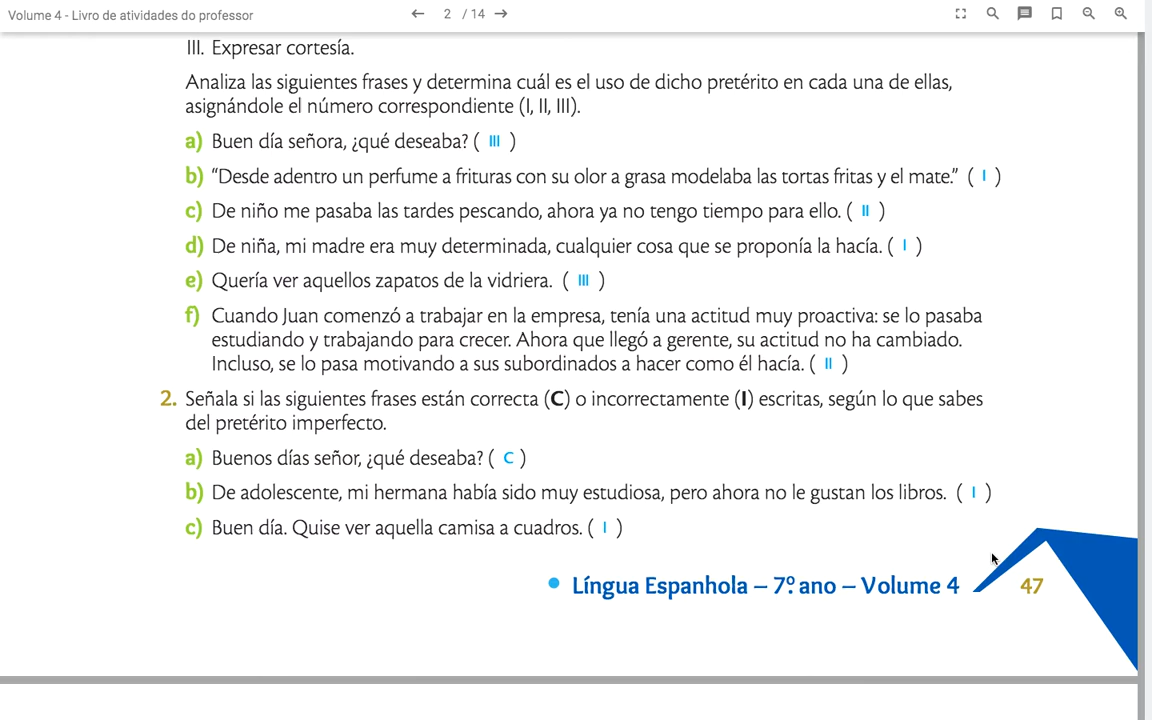 Volume 4 - Livro de atividades do professor
← 2 / 14 →
III. Expresar cortesía.
Analiza las siguientes frases y determina cuál es el uso de dicho pretérito en cada una de ellas,
asignándole el número correspondiente (I, II, III).
a) Buen día señora, ¿qué deseaba? ( III )
b) “Desde adentro un perfume a frituras con su olor a grasa modelaba las tortas fritas y el mate.” ( I )
c) De niño me pasaba las tardes pescando, ahora ya no tengo tiempo para ello. ( II )
d) De niña, mi madre era muy determinada, cualquier cosa que se proponía la hacía. ( I )
e) Quería ver aquellos zapatos de la vidriera. ( III )
f) Cuando Juan comenzó a trabajar en la empresa, tenía una actitud muy proactiva: se lo pasaba
estudiando y trabajando para crecer. Ahora que llegó a gerente, su actitud no ha cambiado.
Incluso, se lo pasa motivando a sus subordinados a hacer como él hacía. ( II )
2. Señala si las siguientes frases están correcta (C) o incorrectamente (I) escritas, según lo que sabes
del pretérito imperfecto.
a) Buenos días señor, ¿qué deseaba? ( C )
b) De adolescente, mi hermana había sido muy estudiosa, pero ahora no le gustan los libros. ( I )
c) Buen día. Quise ver aquella camisa a cuadros. ( I )
• Língua Espanhola – 7º. ano – Volume 4 47